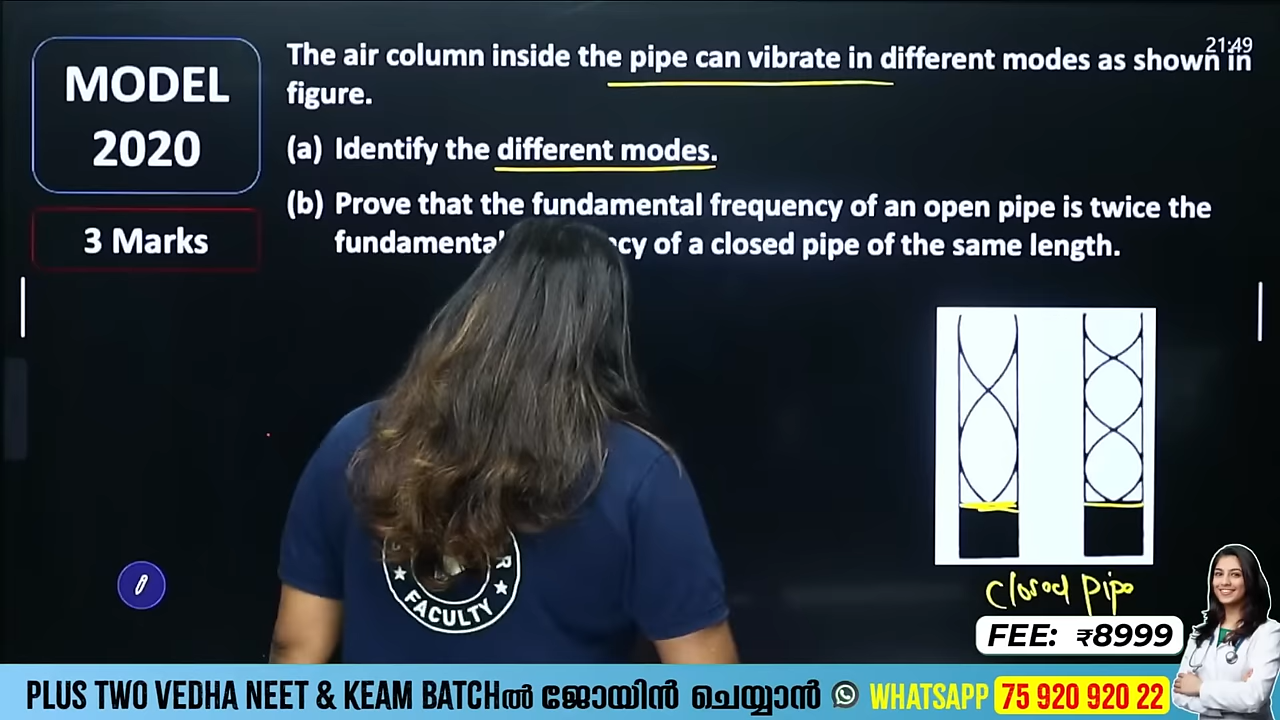 21:49
MODEL
2020
3 Marks
The air column inside the pipe can vibrate in different modes as shown in
figure.
(a) Identify the different modes.
(b) Prove that the fundamental frequency of an open pipe is twice the
fundamental cy of a closed pipe of the same length.
FACULTY
closed pipe
FEE: ₹8999
PLUS TWO VEDHA NEET & KEAM BATCHൽ ജോയിൻ ചെയ്യാൻ WHATSAPP 75 920 920 22